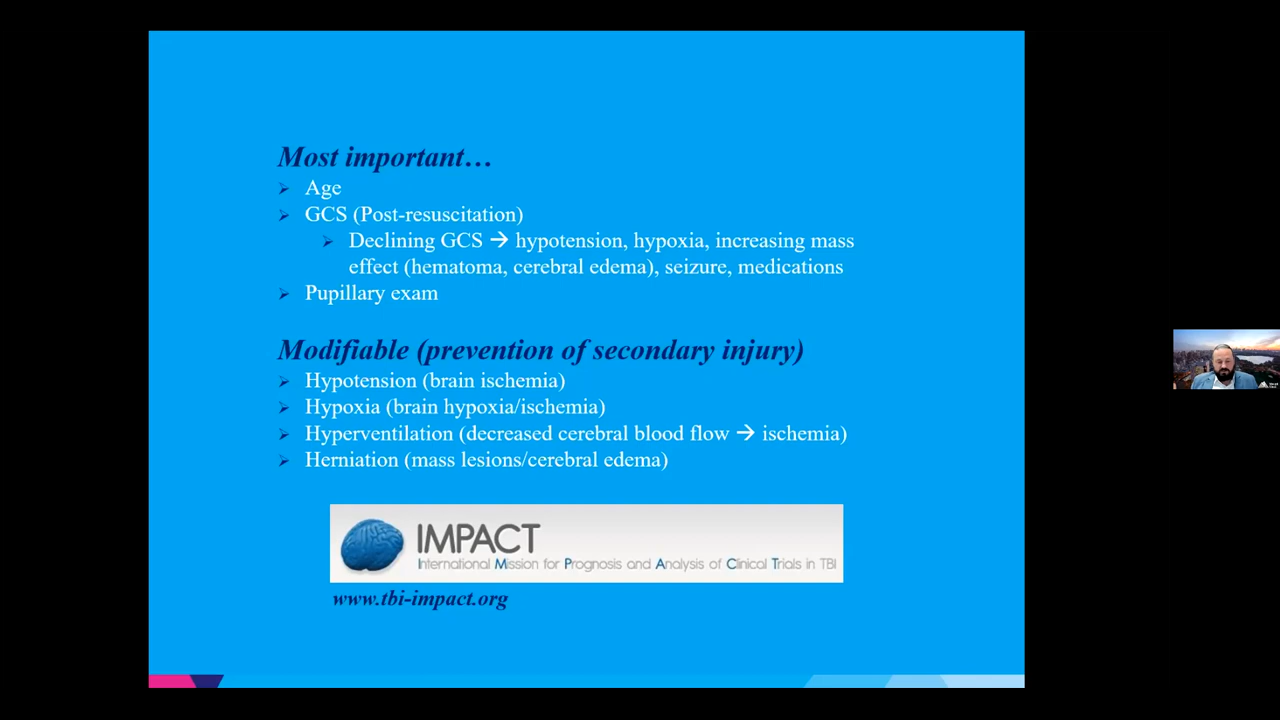 Most important…
Age
GCS (Post-resuscitation)
Declining GCS → hypotension, hypoxia, increasing mass
effect (hematoma, cerebral edema), seizure, medications
Pupillary exam
Modifiable (prevention of secondary injury)
Hypotension (brain ischemia)
Hypoxia (brain hypoxia/ischemia)
Hyperventilation (decreased cerebral blood flow → ischemia)
Herniation (mass lesions/cerebral edema)
IMPACT
International Mission for Prognosis and Analysis of Clinical Trials in TBI
www.tbi-impact.org